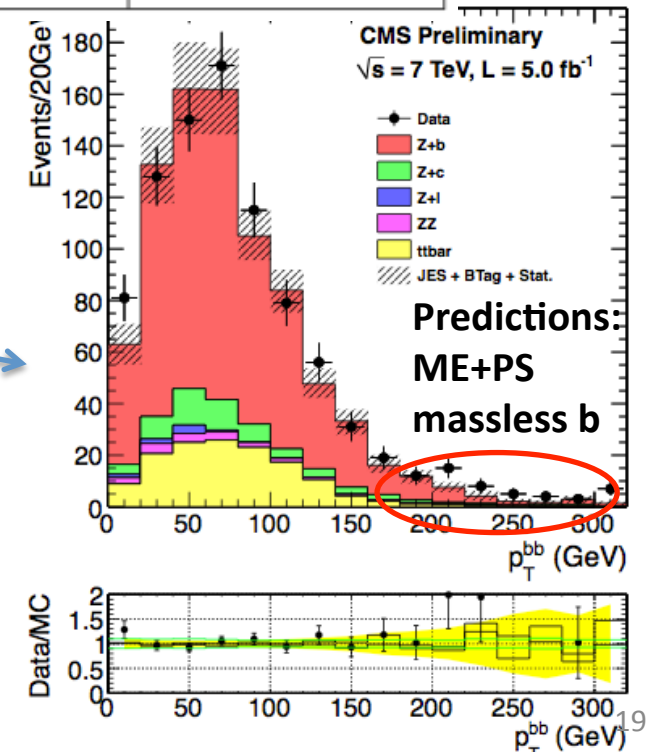 Events/20Ge
180
160
140
120
100
80
60
40
20
0
CMS Preliminary
√s = 7 TeV, L = 5.0 fb⁻¹
Data
Z+b
Z+c
Z+l
ZZ
ttbar
JES + BTag + Stat.
Predictions:
ME+PS
massless b
0 50 100 150 200 250 300
p_T^bb (GeV)
Data/MC
2
1.5
1
0.5
0
0 50 100 150 200 250 300
p_T^bb (GeV)
19